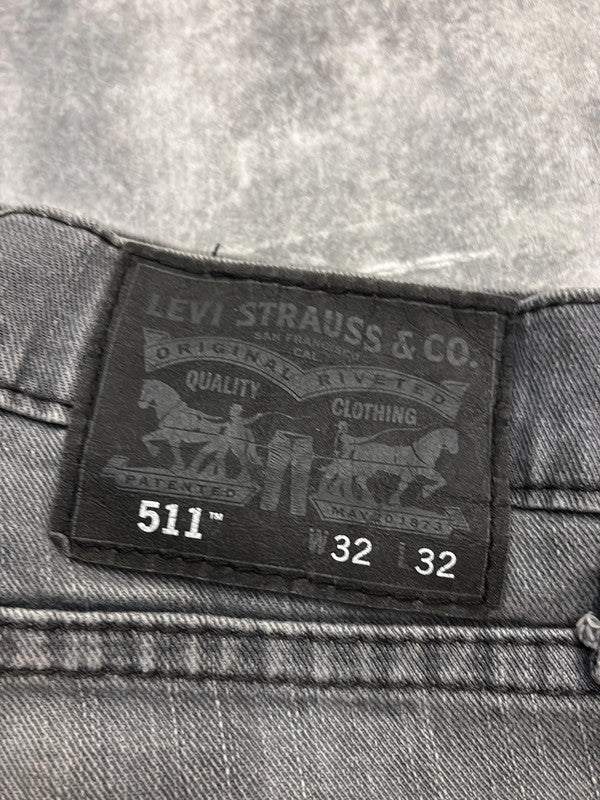 LEVI STRAUSS & CO.
SAN FRANCISCO
CAL.
ORIGINAL RIVETED
QUALITY CLOTHING
PATENTED MAY 20 1873
511™ W 32 L 32